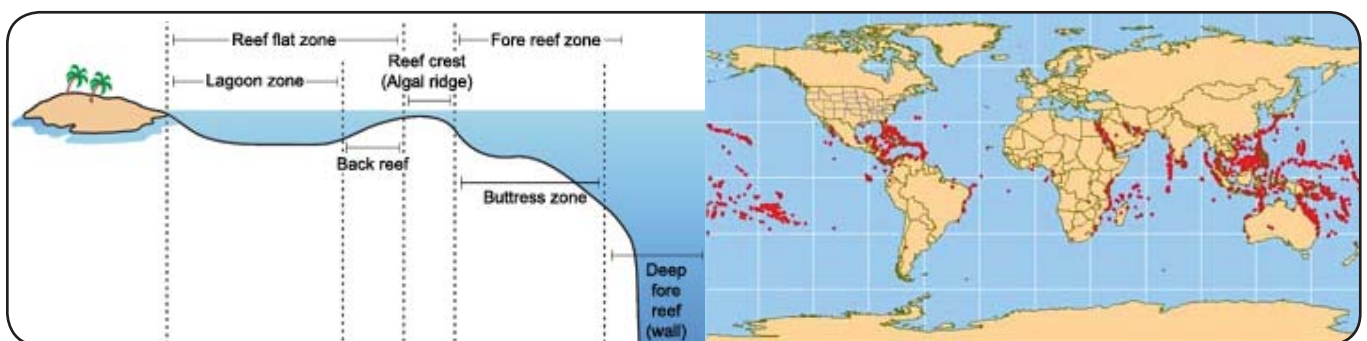 Reef flat zone
Fore reef zone
Reef crest
(Algal ridge)
Lagoon zone
Back reef
Buttress zone
Deep
fore
reef
(wall)